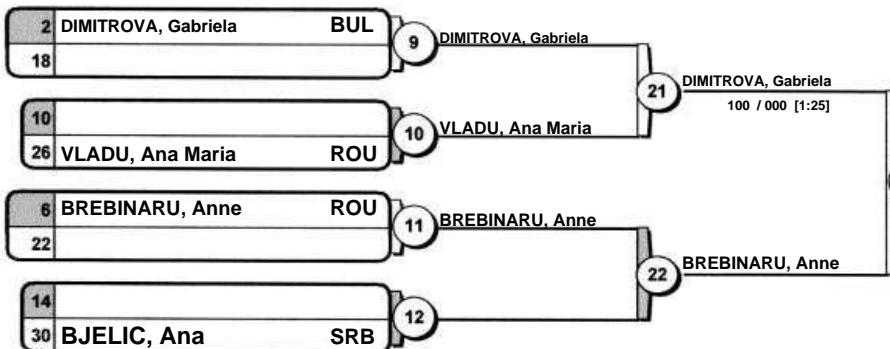 2 DIMITROVA, Gabriela BUL
18
9 DIMITROVA, Gabriela
10
26 VLADU, Ana Maria ROU
10 VLADU, Ana Maria
21 DIMITROVA, Gabriela
100 / 000 [1:25]
6 BREBINARU, Anne ROU
22
11 BREBINARU, Anne
14
30 BJELIC, Ana SRB
12
22 BREBINARU, Anne